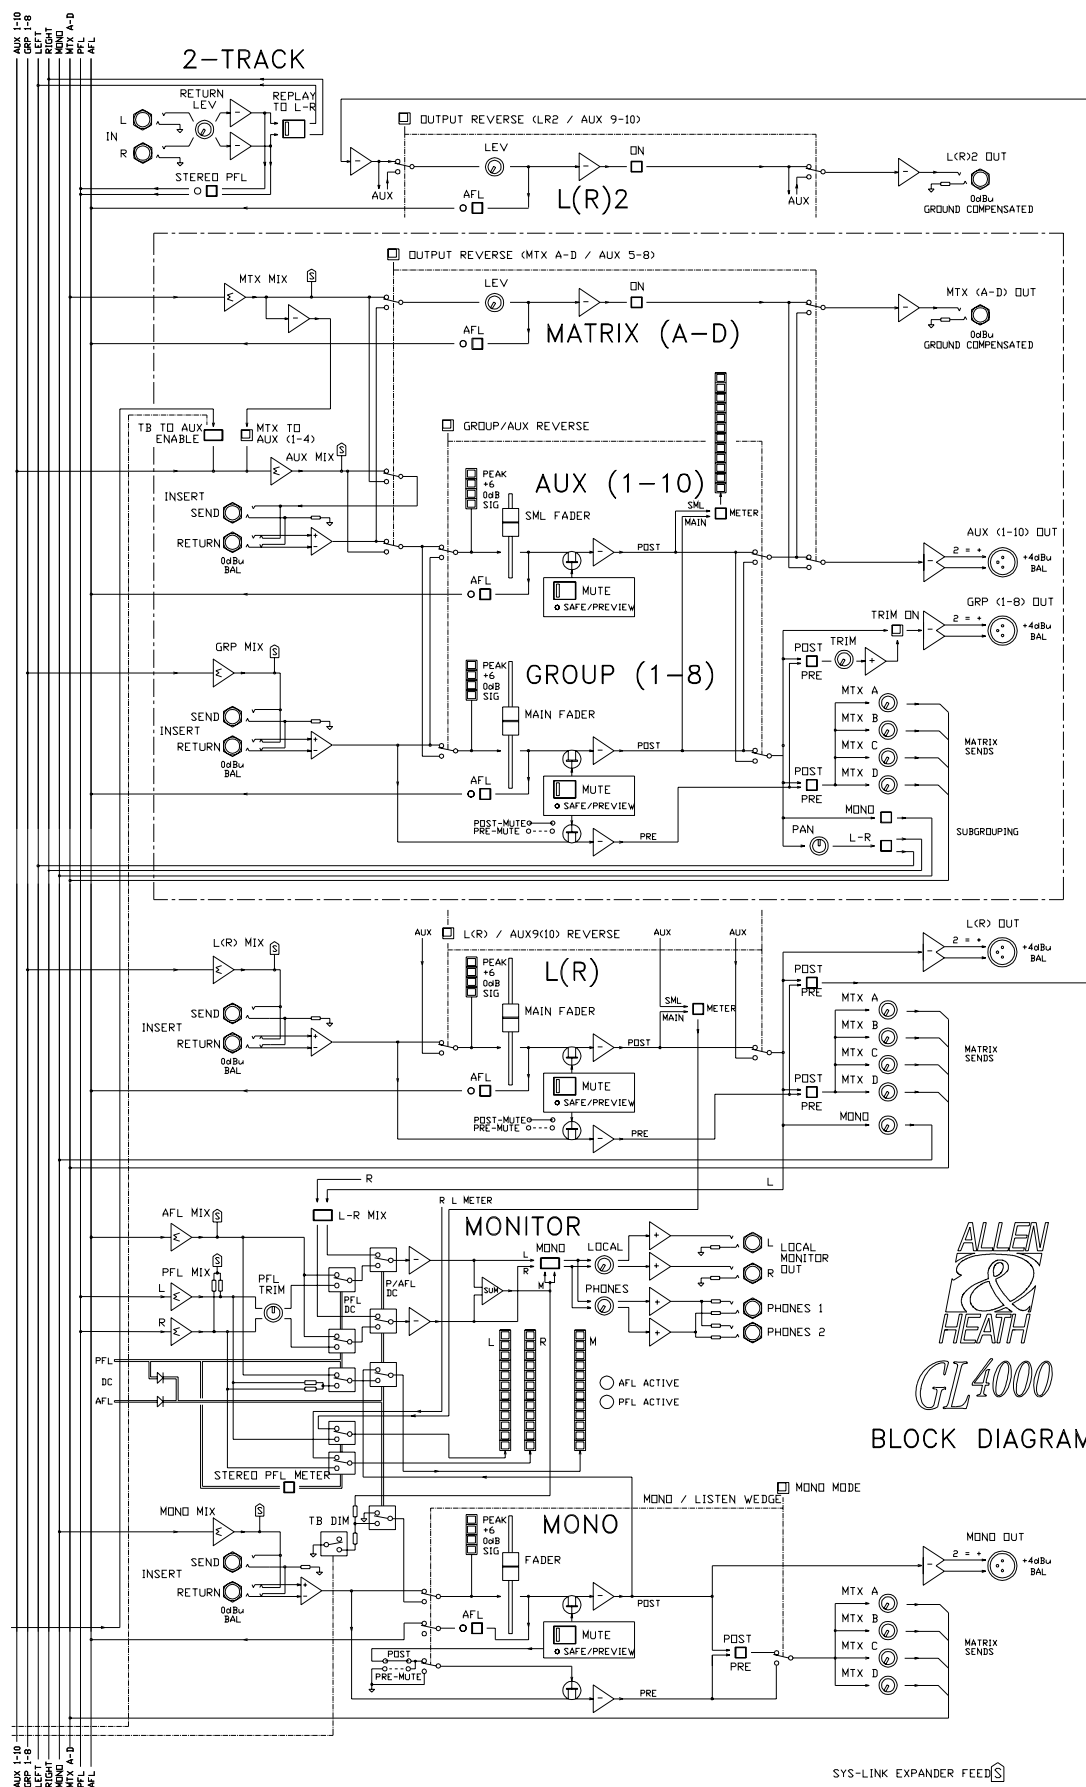 AUX 1-10
GRP 1-8
LEFT
RIGHT
MONO
MTX A-D
PFL
AFL
2-TRACK
RETURN
LEV
REPLAY
TO L-R
L
IN
R
STEREO PFL
OUTPUT REVERSE (LR2 / AUX 9-10)
LEV
ON
AUX
AFL
L(R)2
AUX
L(R)2 OUT
0dBu
GROUND COMPENSATED
OUTPUT REVERSE (MTX A-D / AUX 5-8)
MTX MIX
S
LEV
ON
AFL
MATRIX (A-D)
MTX (A-D) OUT
0dBu
GROUND COMPENSATED
TB TO AUX
ENABLE
MTX TO
AUX (1-4)
AUX MIX
S
GROUP/AUX REVERSE
PEAK
+6
0dB
SIG
AUX (1-10)
SML FADER
SML
MAIN
METER
INSERT
SEND
RETURN
0dBu
BAL
POST
AFL
MUTE
SAFE/PREVIEW
AUX (1-10) OUT
2 = +
+4dBu
BAL
GRP (1-8) OUT
TRIM ON
2 = +
+4dBu
BAL
POST
PRE
TRIM
GRP MIX
S
PEAK
+6
0dB
SIG
GROUP (1-8)
MAIN FADER
SEND
INSERT
RETURN
0dBu
BAL
POST
AFL
MUTE
SAFE/PREVIEW
POST-MUTE
PRE-MUTE
PRE
MTX A
MTX B
MTX C
MTX D
MATRIX
SENDS
POST
PRE
MONO
PAN
L-R
SUBGROUPING
AUX
L(R) / AUX9(10) REVERSE
AUX
AUX
L(R) MIX
S
PEAK
+6
0dB
SIG
L(R)
MAIN FADER
SML
MAIN
METER
SEND
INSERT
RETURN
0dBu
BAL
POST
AFL
MUTE
SAFE/PREVIEW
POST-MUTE
PRE-MUTE
PRE
L(R) OUT
2 = +
+4dBu
BAL
POST
PRE
MTX A
MTX B
MTX C
MTX D
MATRIX
SENDS
POST
PRE
MONO
R
L
R L METER
L-R MIX
MONITOR
AFL MIX
S
PFL MIX
S
L
R
PFL
TRIM
PFL
DC
P/AFL
DC
L
R
MONO
M
SUM
LOCAL
PHONES
L
R
LOCAL
MONITOR
OUT
PHONES 1
PHONES 2
L
R
M
PFL
DC
AFL
AFL ACTIVE
PFL ACTIVE
STEREO PFL METER
ALLEN
&
HEATH
GL4000
BLOCK DIAGRAM
MONO MIX
S
TB DIM
MONO / LISTEN WEDGE
MONO MODE
PEAK
+6
0dB
SIG
MONO
FADER
SEND
INSERT
RETURN
0dBu
BAL
POST
AFL
MUTE
SAFE/PREVIEW
POST
PRE-MUTE
PRE
POST
PRE
MONO OUT
2 = +
+4dBu
BAL
MTX A
MTX B
MTX C
MTX D
MATRIX
SENDS
AUX 1-10
GRP 1-8
LEFT
RIGHT
MONO
MTX A-D
PFL
AFL
SYS-LINK EXPANDER FEED S